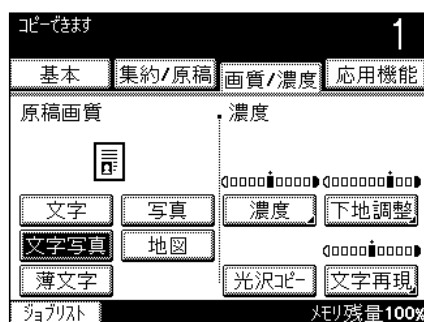 コピーできます
1
基本 集約/原稿 画質/濃度 応用機能
原稿画質
濃度
文字 写真 濃度 下地調整
文字写真 地図
薄文字 光沢コピー 文字再現
ジョブリスト メモリ残量100%